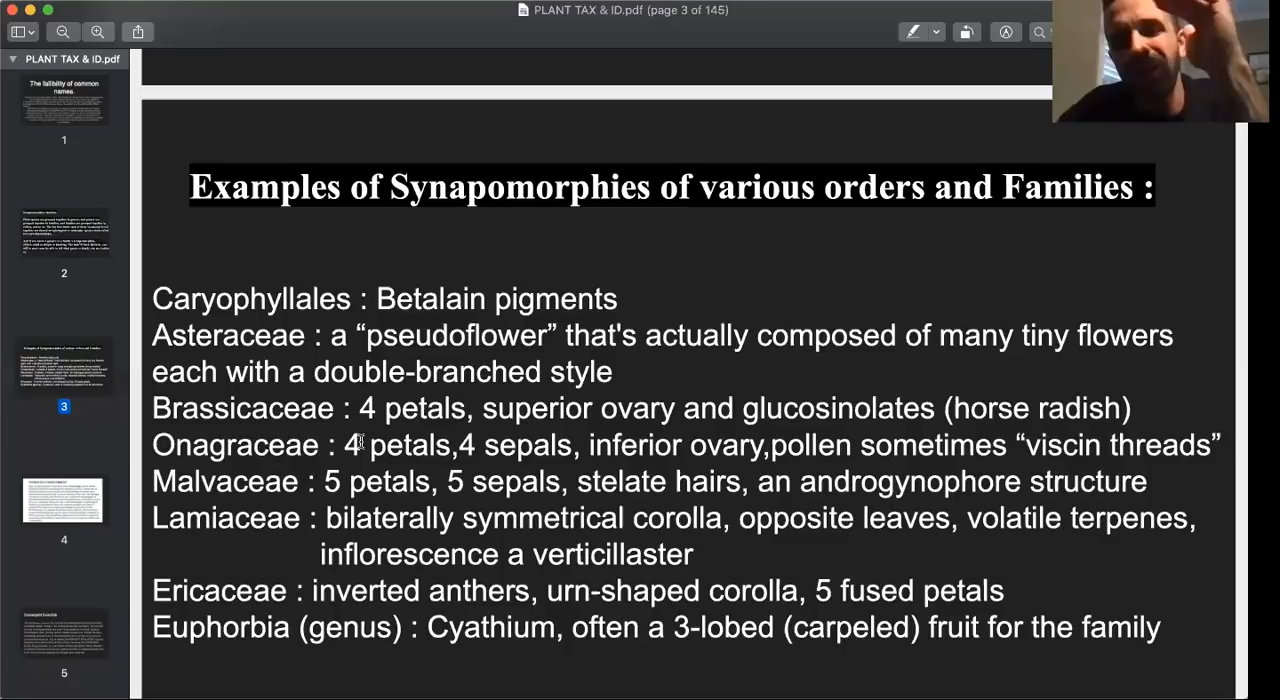 PLANT TAX & ID.pdf (page 3 of 145)
PLANT TAX & ID.pdf
The fallibility of common
names.
1
2
3
4
5
Examples of Synapomorphies of various orders and Families :
Caryophyllales : Betalain pigments
Asteraceae : a “pseudoflower” that's actually composed of many tiny flowers
each with a double-branched style
Brassicaceae : 4 petals, superior ovary and glucosinolates (horse radish)
Onagraceae : 4 petals,4 sepals, inferior ovary,pollen sometimes “viscin threads”
Malvaceae : 5 petals, 5 sepals, stelate hairs, an androgynophore structure
Lamiaceae : bilaterally symmetrical corolla, opposite leaves, volatile terpenes,
inflorescence a verticillaster
Ericaceae : inverted anthers, urn-shaped corolla, 5 fused petals
Euphorbia (genus) : Cyathium, often a 3-lobed (carpeled) fruit for the family